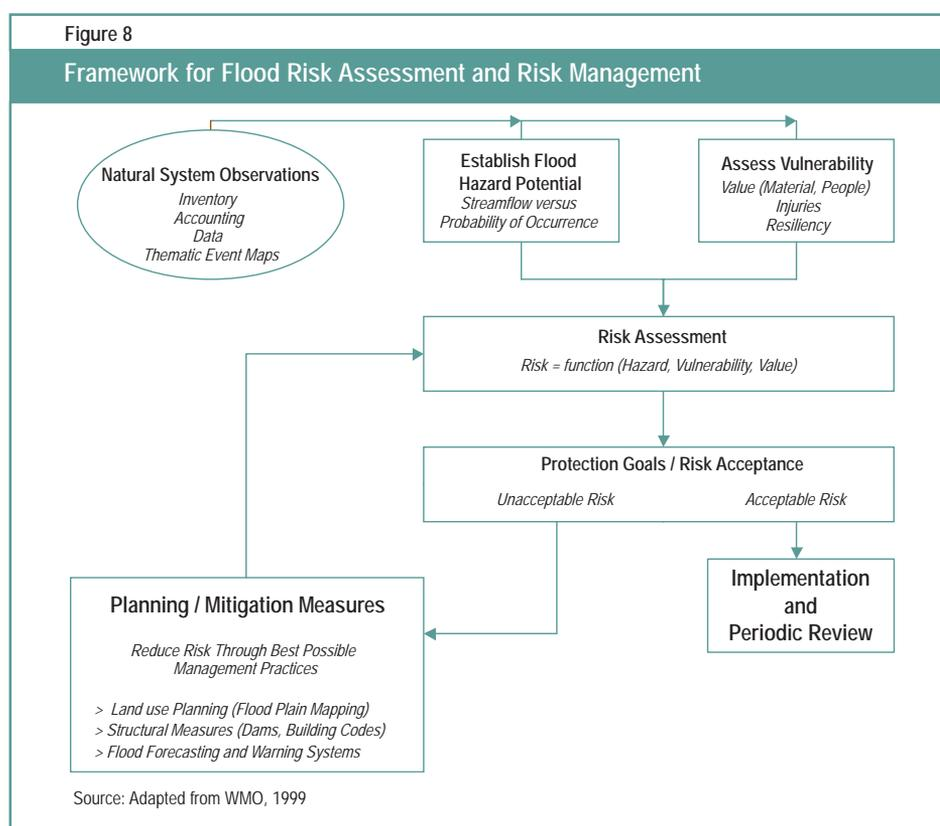 Figure 8
Framework for Flood Risk Assessment and Risk Management
Natural System Observations
Inventory
Accounting
Data
Thematic Event Maps
Establish Flood
Hazard Potential
Streamflow versus
Probability of Occurrence
Assess Vulnerability
Value (Material, People)
Injuries
Resiliency
Risk Assessment
Risk = function (Hazard, Vulnerability, Value)
Protection Goals / Risk Acceptance
Unacceptable Risk
Acceptable Risk
Implementation
and
Periodic Review
Planning / Mitigation Measures
Reduce Risk Through Best Possible
Management Practices
> Land use Planning (Flood Plain Mapping)
> Structural Measures (Dams, Building Codes)
> Flood Forecasting and Warning Systems
Source: Adapted from WMO, 1999